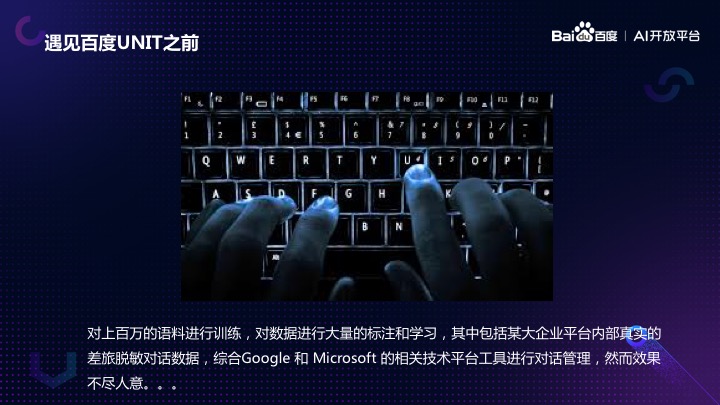 遇见百度UNIT之前
Bai du 百度 | AI开放平台
F1 F2 F3 F4 F5 F6 F7 F8 F9 F10 F11 F12
Q W E R T Y U I O P
A S D F G H
B N
对上百万的语料进行训练，对数据进行大量的标注和学习，其中包括某大企业平台内部真实的
差旅脱敏对话数据，综合Google 和 Microsoft 的相关技术平台工具进行对话管理，然而效果
不尽人意。。。